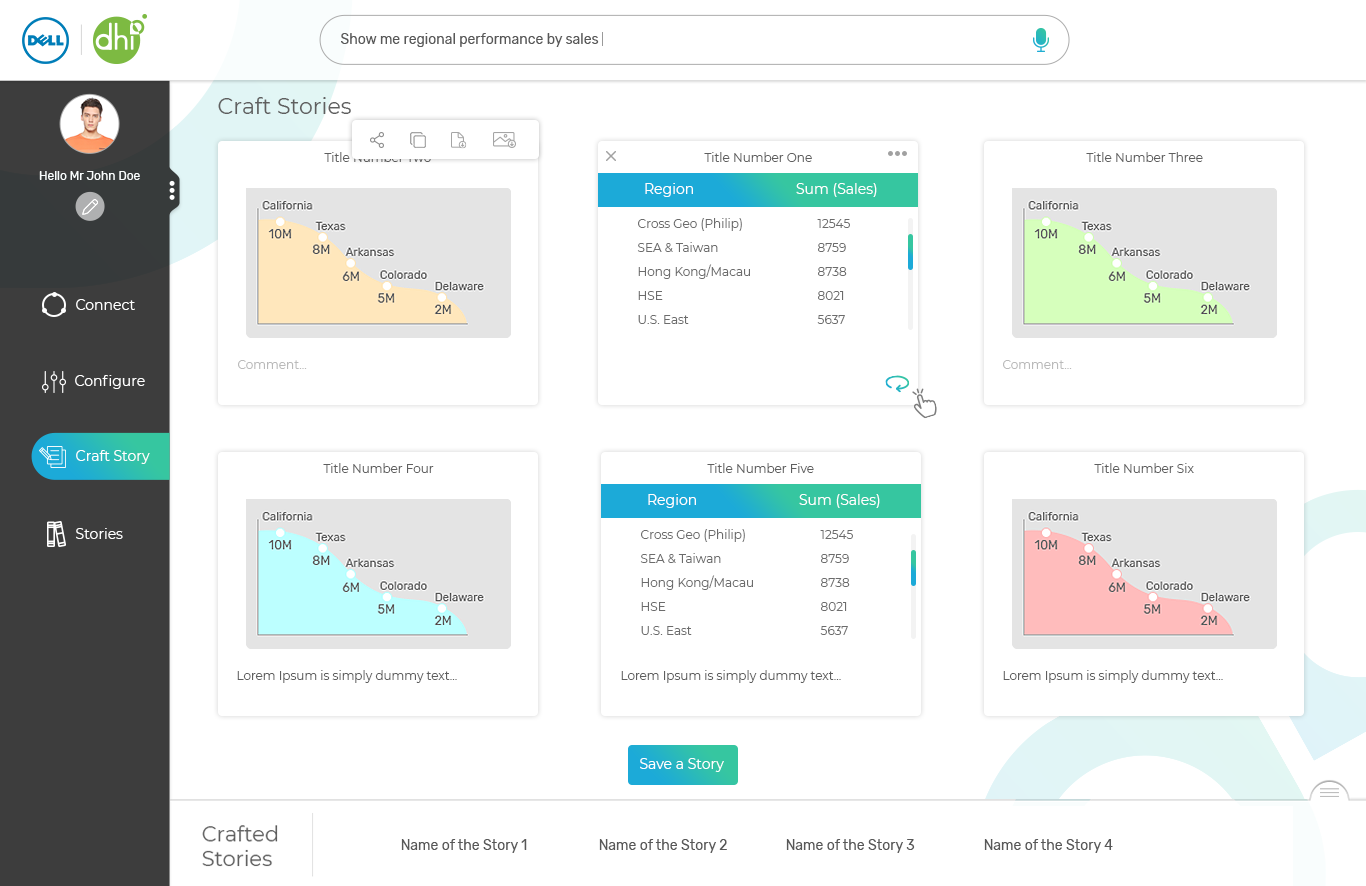 DELL
dhi
Show me regional performance by sales
Hello Mr John Doe
Connect
Configure
Craft Story
Stories
Craft Stories
Title Number Two
California
10M
Texas
8M
Arkansas
6M
Colorado
5M
Delaware
2M
Comment...
Title Number One
Region Sum (Sales)
Cross Geo (Philip) 12545
SEA & Taiwan 8759
Hong Kong/Macau 8738
HSE 8021
U.S. East 5637
Title Number Three
California
10M
Texas
8M
Arkansas
6M
Colorado
5M
Delaware
2M
Comment...
Title Number Four
California
10M
Texas
8M
Arkansas
6M
Colorado
5M
Delaware
2M
Lorem Ipsum is simply dummy text...
Title Number Five
Region Sum (Sales)
Cross Geo (Philip) 12545
SEA & Taiwan 8759
Hong Kong/Macau 8738
HSE 8021
U.S. East 5637
Lorem Ipsum is simply dummy text...
Title Number Six
California
10M
Texas
8M
Arkansas
6M
Colorado
5M
Delaware
2M
Lorem Ipsum is simply dummy text...
Save a Story
Crafted
Stories
Name of the Story 1
Name of the Story 2
Name of the Story 3
Name of the Story 4